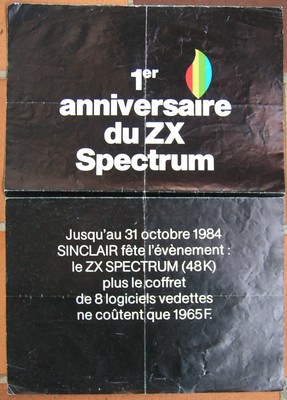 1er
anniversaire
du ZX
Spectrum
Jusqu'au 31 octobre 1984
SINCLAIR fête l'évènement :
le ZX SPECTRUM (48K)
plus le coffret
de 8 logiciels vedettes
ne coûtent que 1965F.